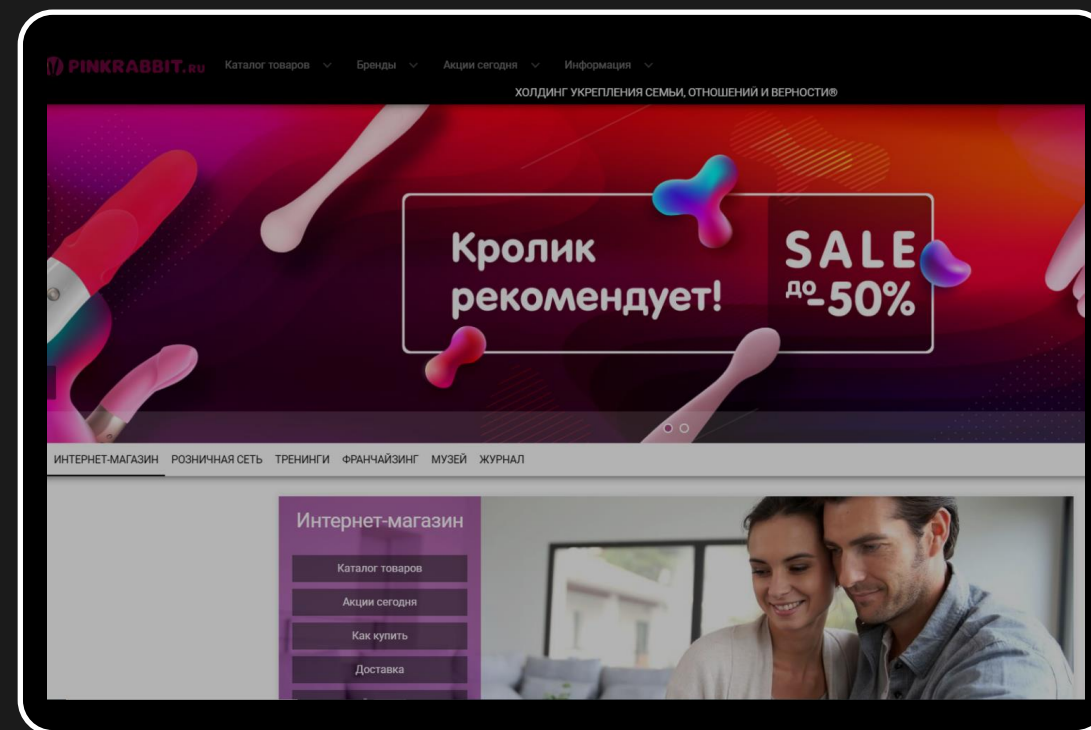 PINKRABBIT.RU Каталог товаров Бренды Акции сегодня Информация
ХОЛДИНГ УКРЕПЛЕНИЯ СЕМЬИ, ОТНОШЕНИЙ И ВЕРНОСТИ®
Кролик
рекомендует!
SALE
до -50%
ИНТЕРНЕТ-МАГАЗИН РОЗНИЧНАЯ СЕТЬ ТРЕНИНГИ ФРАНЧАЙЗИНГ МУЗЕЙ ЖУРНАЛ
Интернет-магазин
Каталог товаров
Акции сегодня
Как купить
Доставка